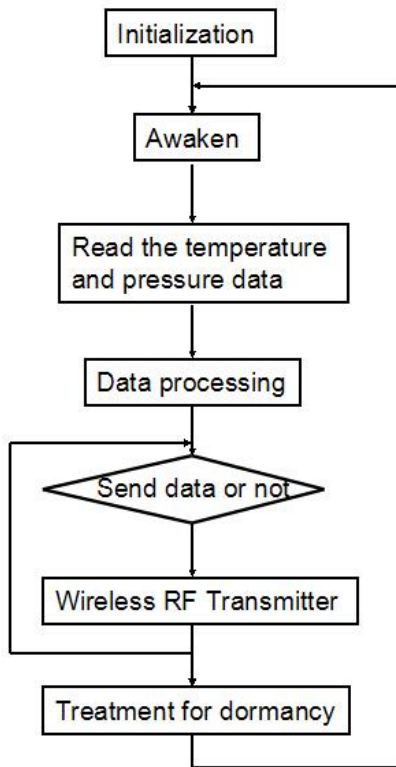 Initialization
Awaken
Read the temperature
and pressure data
Data processing
Send data or not
Wireless RF Transmitter
Treatment for dormancy